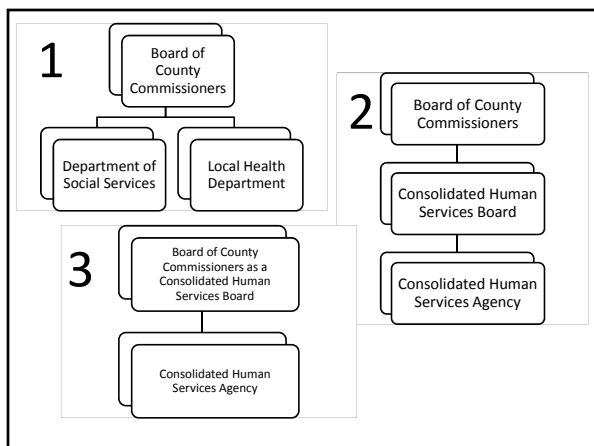 1
Board of
County
Commissioners
Department of
Social Services
Local Health
Department
2
Board of County
Commissioners
Consolidated Human
Services Board
Consolidated Human
Services Agency
3
Board of County
Commissioners as a
Consolidated Human
Services Board
Consolidated Human
Services Agency